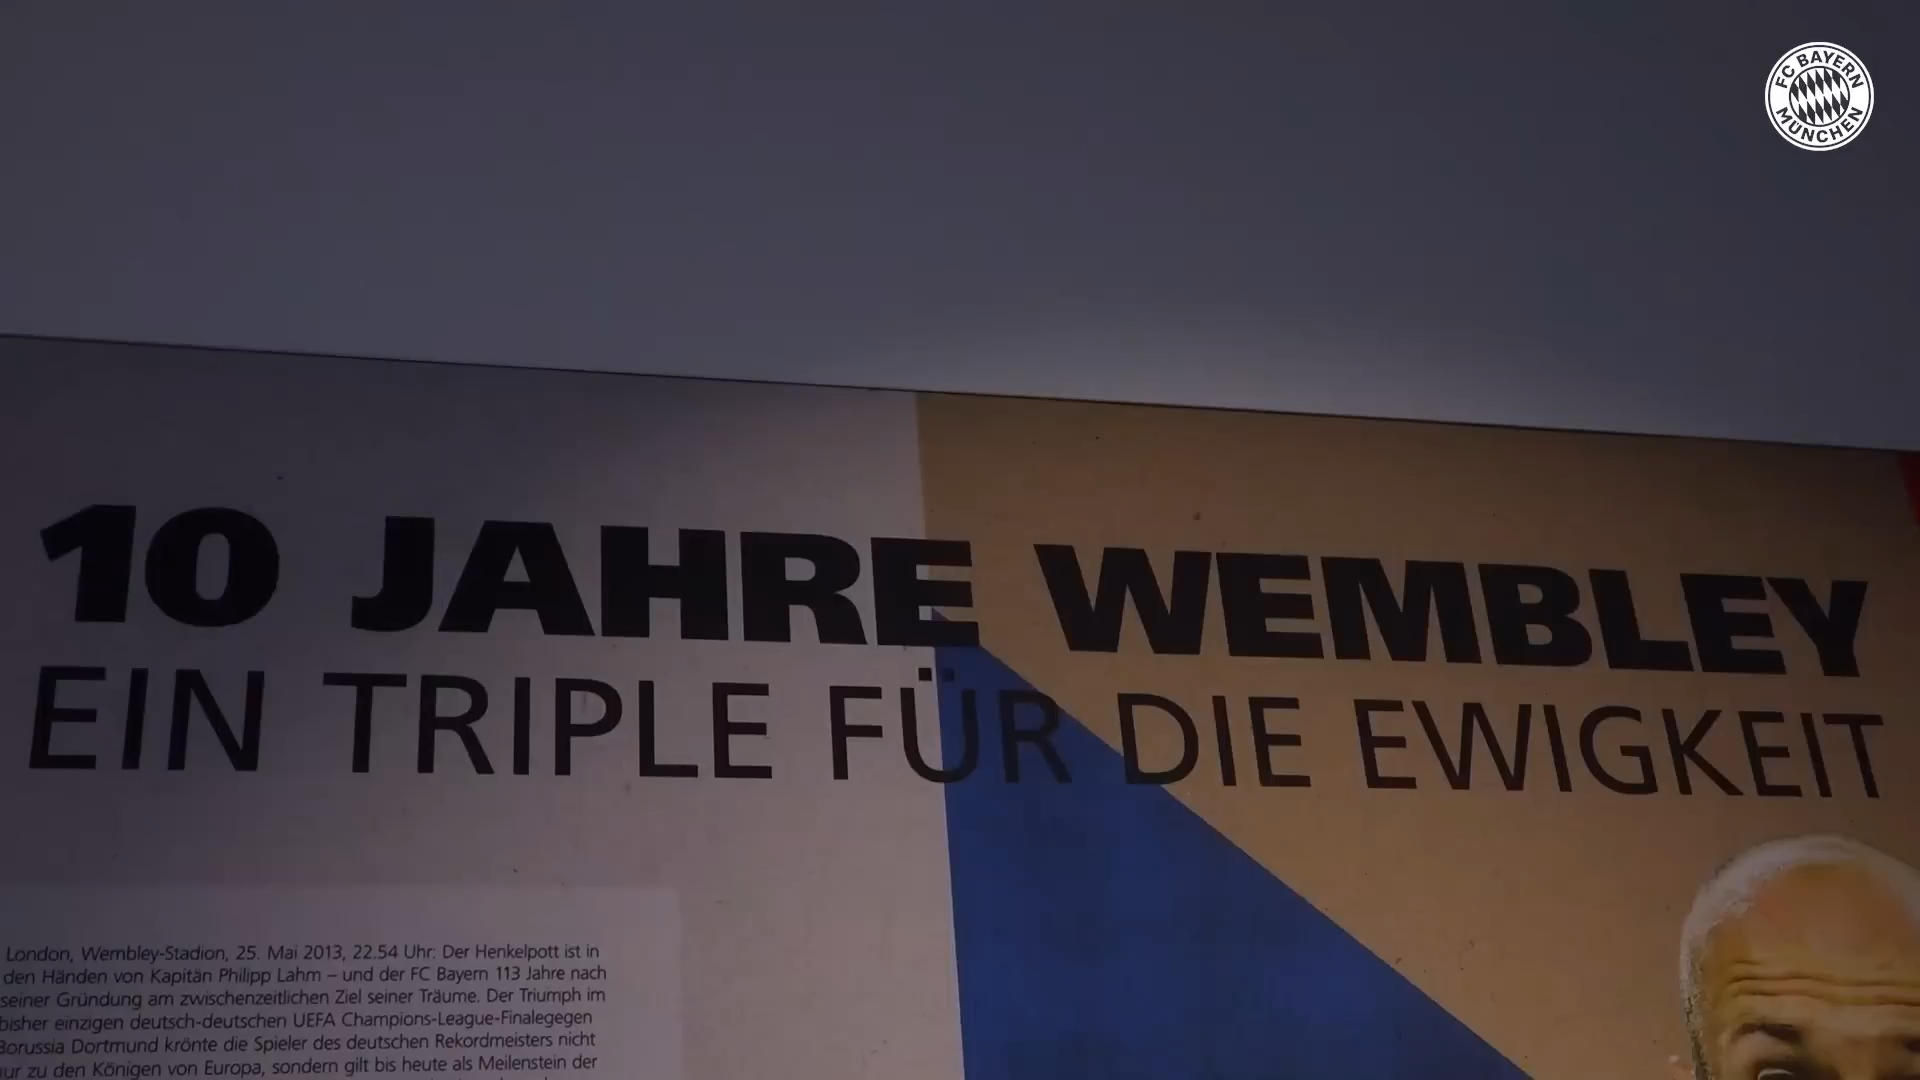 FC BAYERN
MÜNCHEN
10 JAHRE WEMBLEY
EIN TRIPLE FÜR DIE EWIGKEIT
London, Wembley-Stadion, 25. Mai 2013, 22.54 Uhr: Der Henkelpott ist in
den Händen von Kapitän Philipp Lahm – und der FC Bayern 113 Jahre nach
seiner Gründung am zwischenzeitlichen Ziel seiner Träume. Der Triumph im
bisher einzigen deutsch-deutschen UEFA Champions-League-Finalegegen
Borussia Dortmund krönte die Spieler des deutschen Rekordmeisters nicht
nur zu den Königen von Europa, sondern gilt bis heute als Meilenstein der